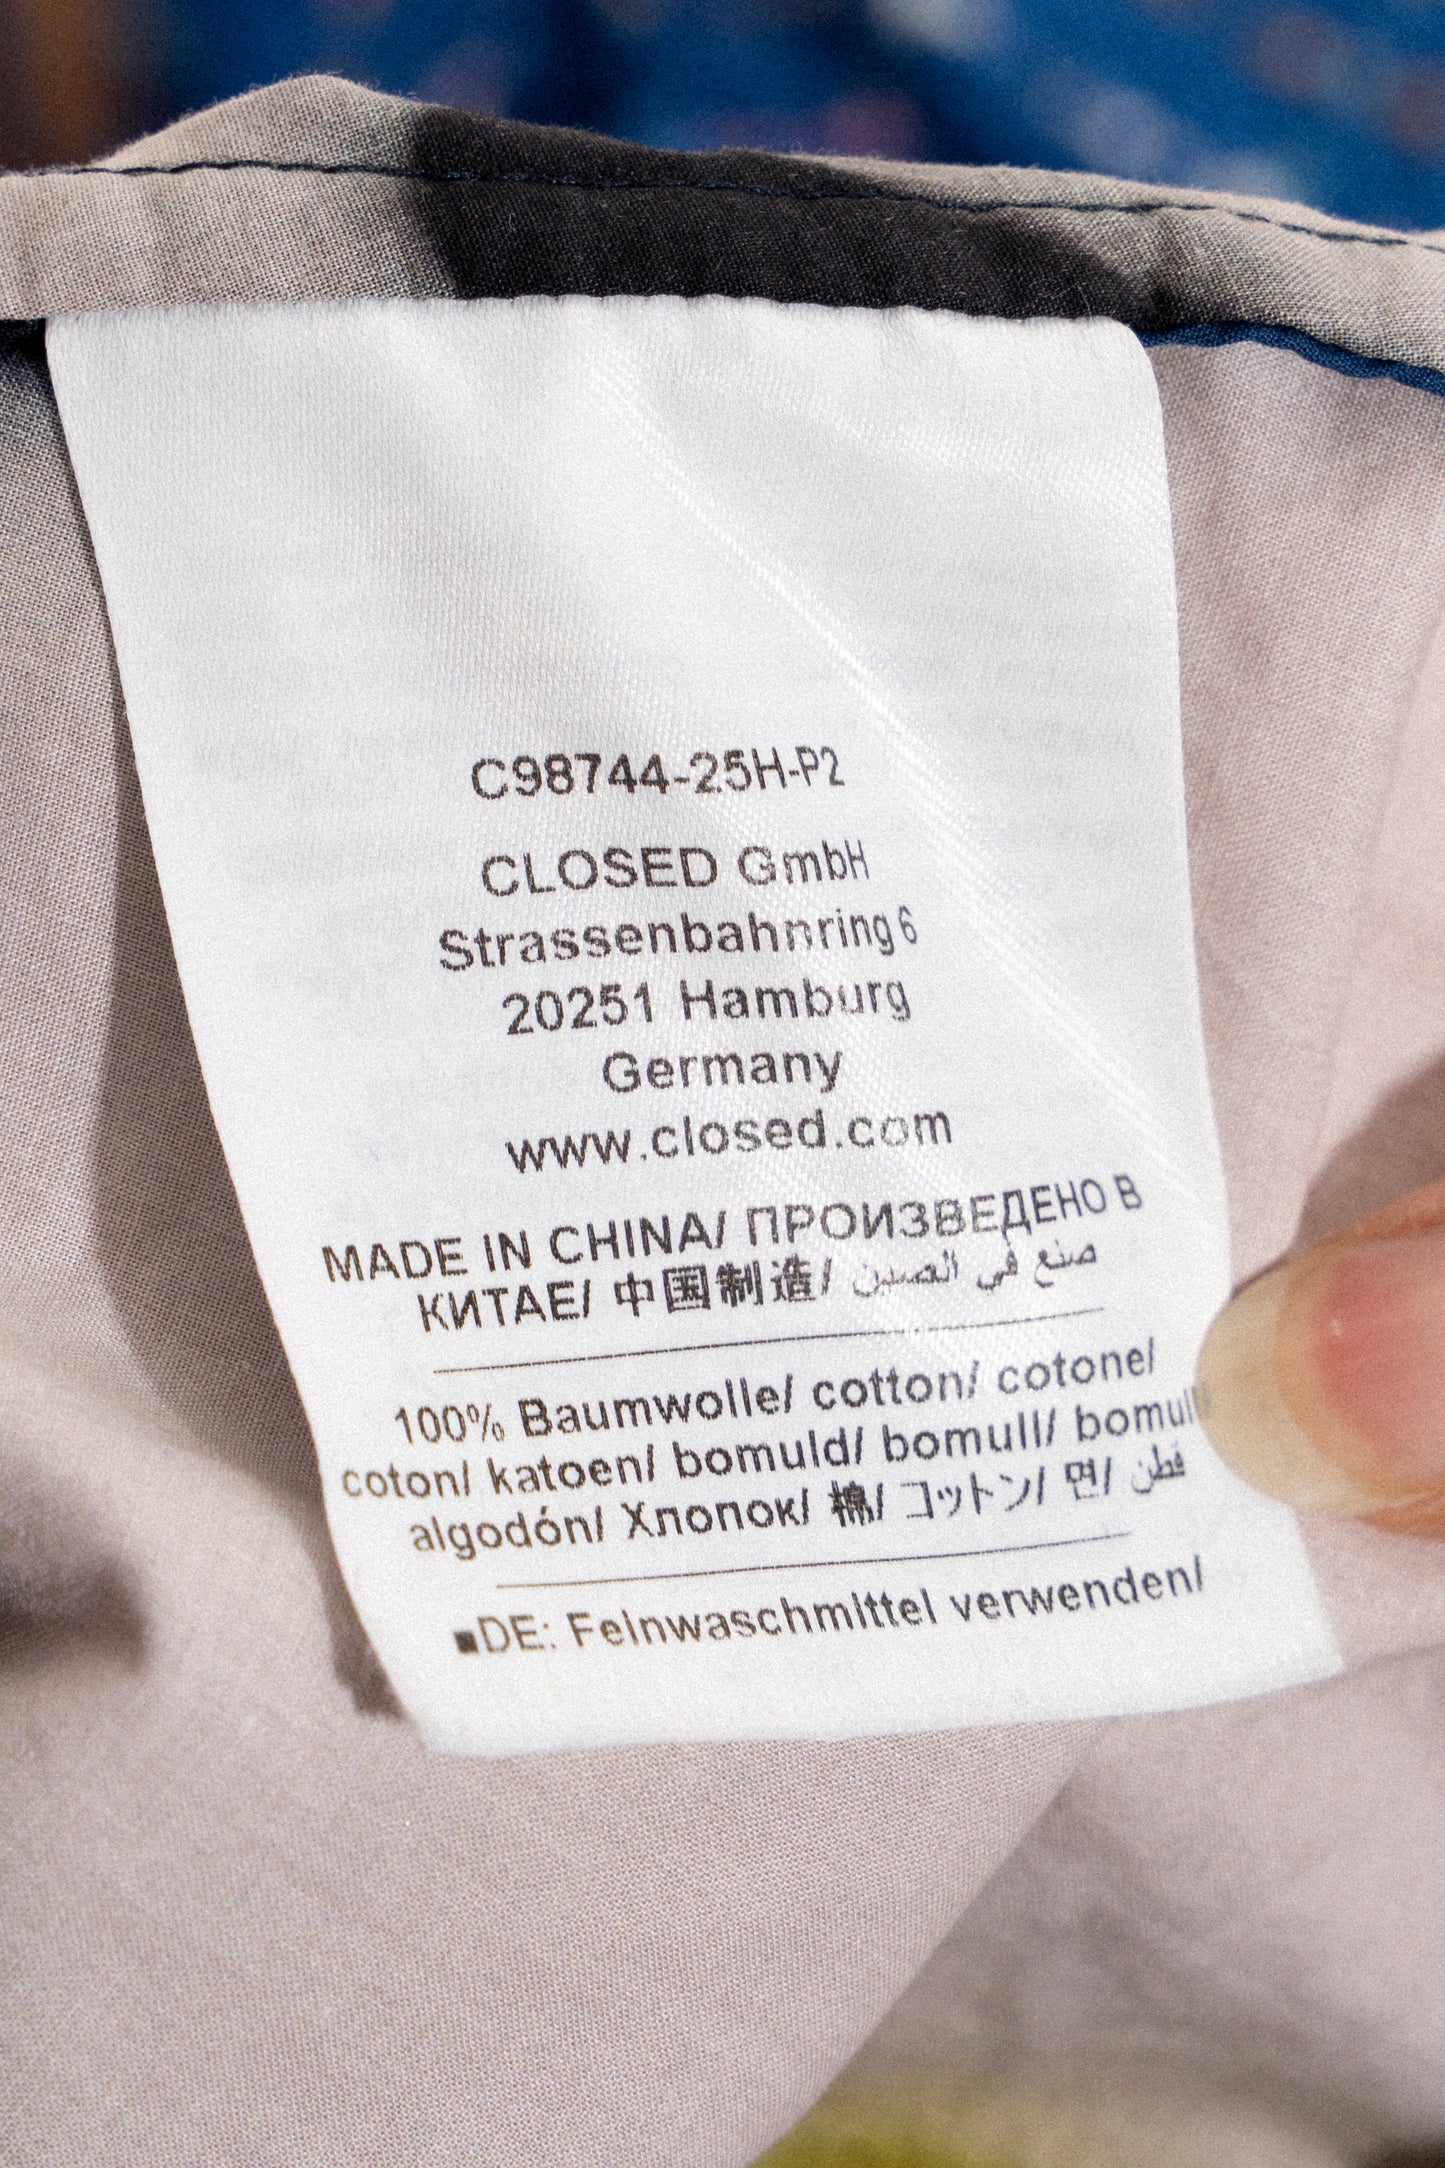 C98744-25H-P2
CLOSED GmbH
Strassenbahnring 6
20251 Hamburg
Germany
www.closed.com
MADE IN CHINA/ ПРОИЗВЕДЕНО В
КИТАЕ/ 中国制造/ صنع في الصين
100% Baumwolle/ cotton/ cotone/
coton/ katoen/ bomuld/ bomull/ bomull/
algodón/ Хлопок/ 棉/ コットン/ 면/ قطن
■DE: Feinwaschmittel verwenden/